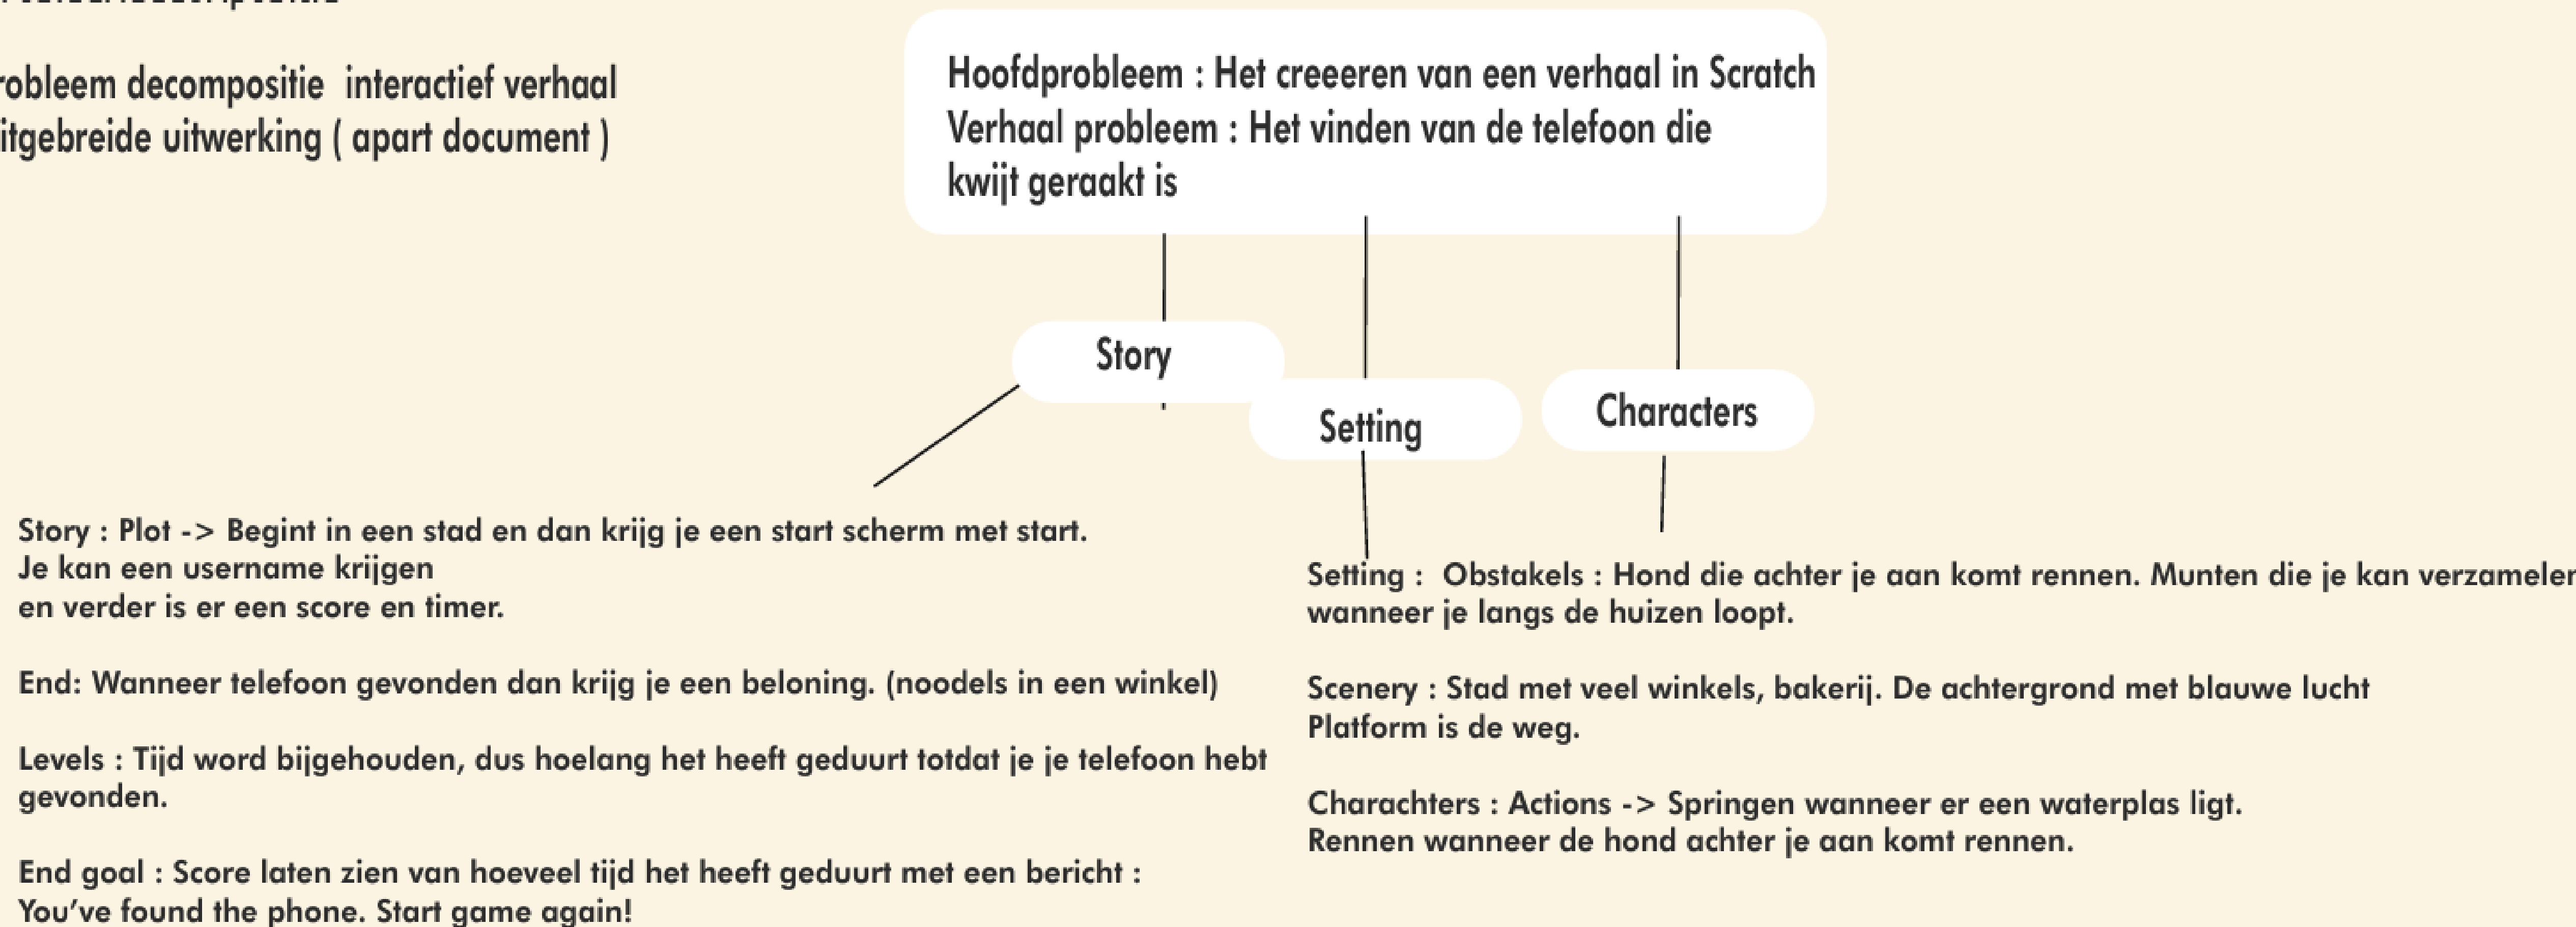 robleem decompositie interactief verhaal
itgebreide uitwerking ( apart document )
Hoofdprobleem : Het creeeren van een verhaal in Scratch
Verhaal probleem : Het vinden van de telefoon die
kwijt geraakt is
Story
Setting
Characters
Story : Plot -> Begint in een stad en dan krijg je een start scherm met start.
Je kan een username krijgen
en verder is er een score en timer.
End: Wanneer telefoon gevonden dan krijg je een beloning. (noodels in een winkel)
Levels : Tijd word bijgehouden, dus hoelang het heeft geduurt totdat je je telefoon hebt
gevonden.
End goal : Score laten zien van hoeveel tijd het heeft geduurt met een bericht :
You've found the phone. Start game again!
Setting : Obstakels : Hond die achter je aan komt rennen. Munten die je kan verzamelen
wanneer je langs de huizen loopt.
Scenery : Stad met veel winkels, bakerij. De achtergrond met blauwe lucht
Platform is de weg.
Charachters : Actions -> Springen wanneer er een waterplas ligt.
Rennen wanneer de hond achter je aan komt rennen.